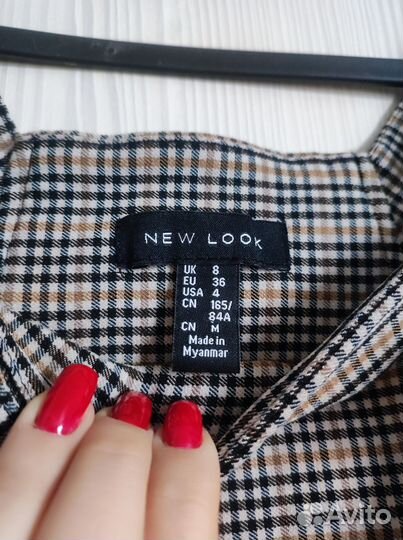 NEW LOOK
UK 8
EU 36
USA 4
CN 165/
84A
CN M
Made in
Myanmar
Avito